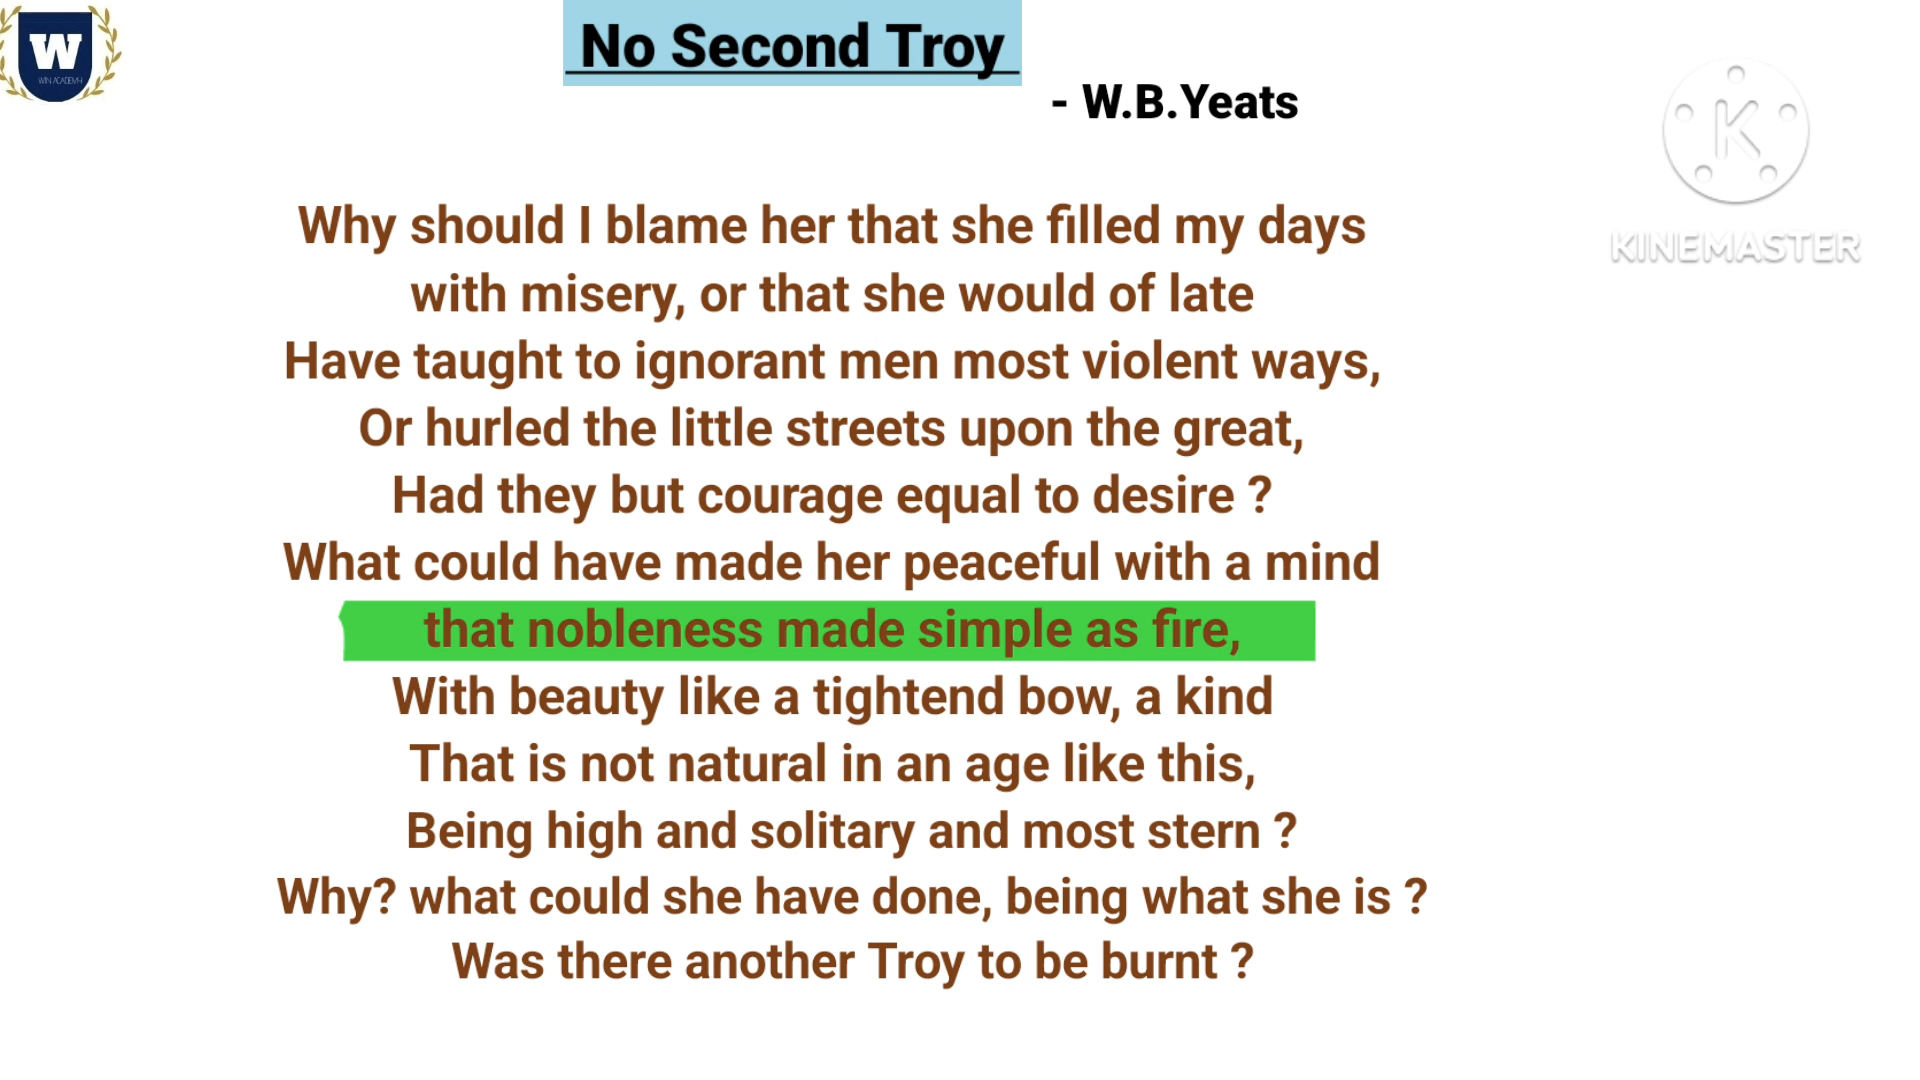 W
WIN ACADEMY
No Second Troy
- W.B.Yeats
K
KINEMASTER
Why should I blame her that she filled my days
with misery, or that she would of late
Have taught to ignorant men most violent ways,
Or hurled the little streets upon the great,
Had they but courage equal to desire ?
What could have made her peaceful with a mind
that nobleness made simple as fire,
With beauty like a tightend bow, a kind
That is not natural in an age like this,
Being high and solitary and most stern ?
Why? what could she have done, being what she is ?
Was there another Troy to be burnt ?